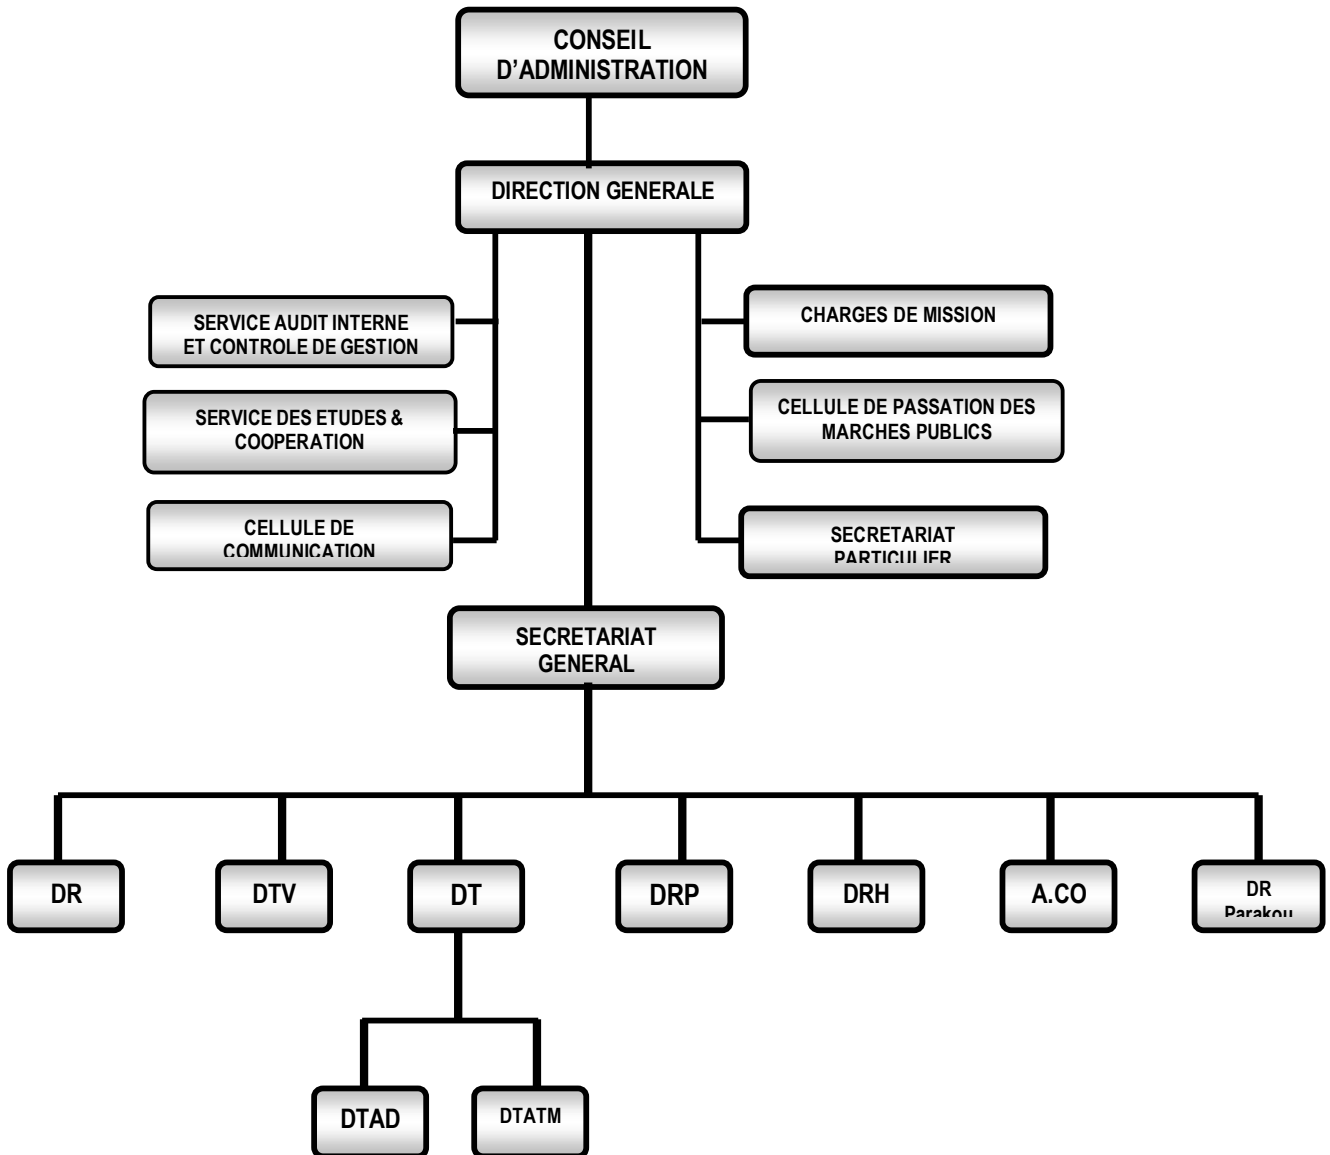 CONSEIL
D’ADMINISTRATION
DIRECTION GENERALE
SERVICE AUDIT INTERNE
ET CONTROLE DE GESTION
CHARGES DE MISSION
SERVICE DES ETUDES &
COOPERATION
CELLULE DE PASSATION DES
MARCHES PUBLICS
CELLULE DE
COMMUNICATION
SECRETARIAT
PARTICULIER
SECRETARIAT
GENERAL
DR
DTV
DT
DRP
DRH
A.CO
DR
Parakou
DTAD
DTATM